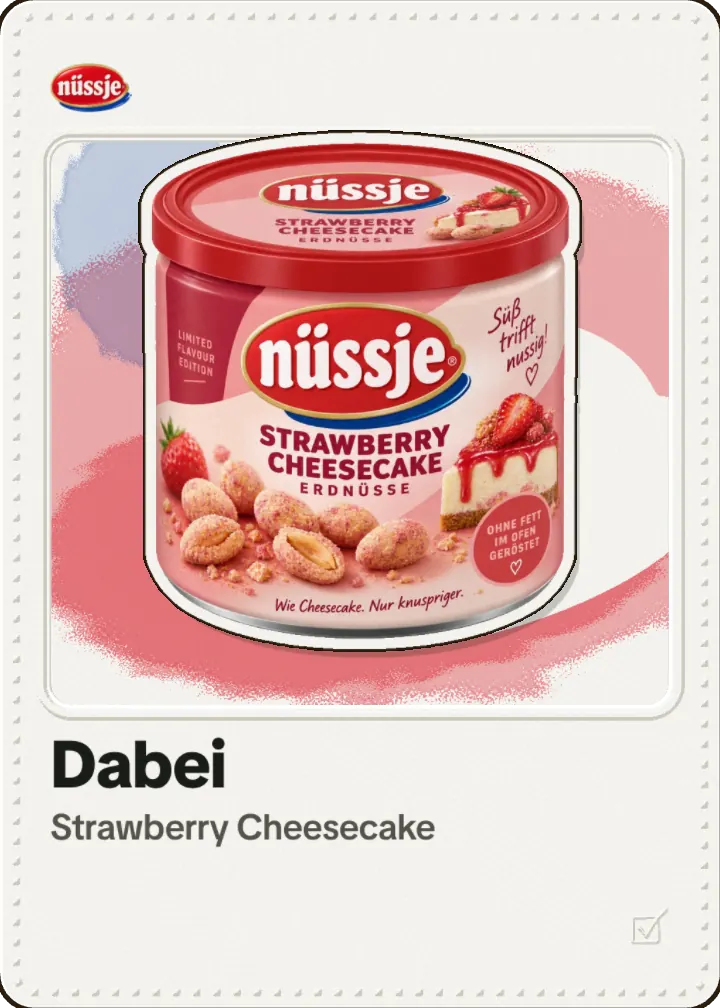 nüssje
nüssje
STRAWBERRY
CHEESECAKE
ERDNÜSSE
LIMITED
FLAVOUR
EDITION
Süß
trifft
nussig!
nüssje®
STRAWBERRY
CHEESECAKE
ERDNÜSSE
OHNE FETT
IM OFEN
GERÖSTET
Wie Cheesecake. Nur knuspriger.
Dabei
Strawberry Cheesecake